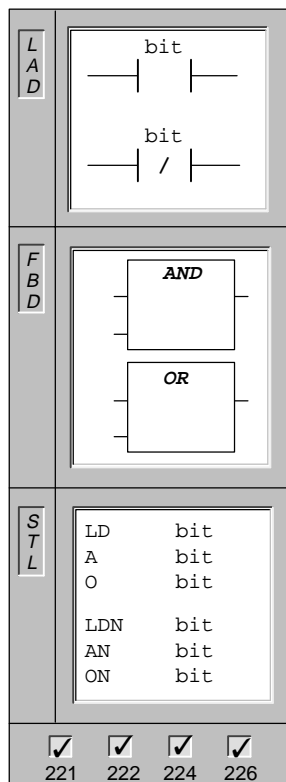 L
A
D
bit
bit
/
F
B
D
AND
OR
S
T
L
LD bit
A bit
O bit
LDN bit
AN bit
ON bit
221 222 224 226